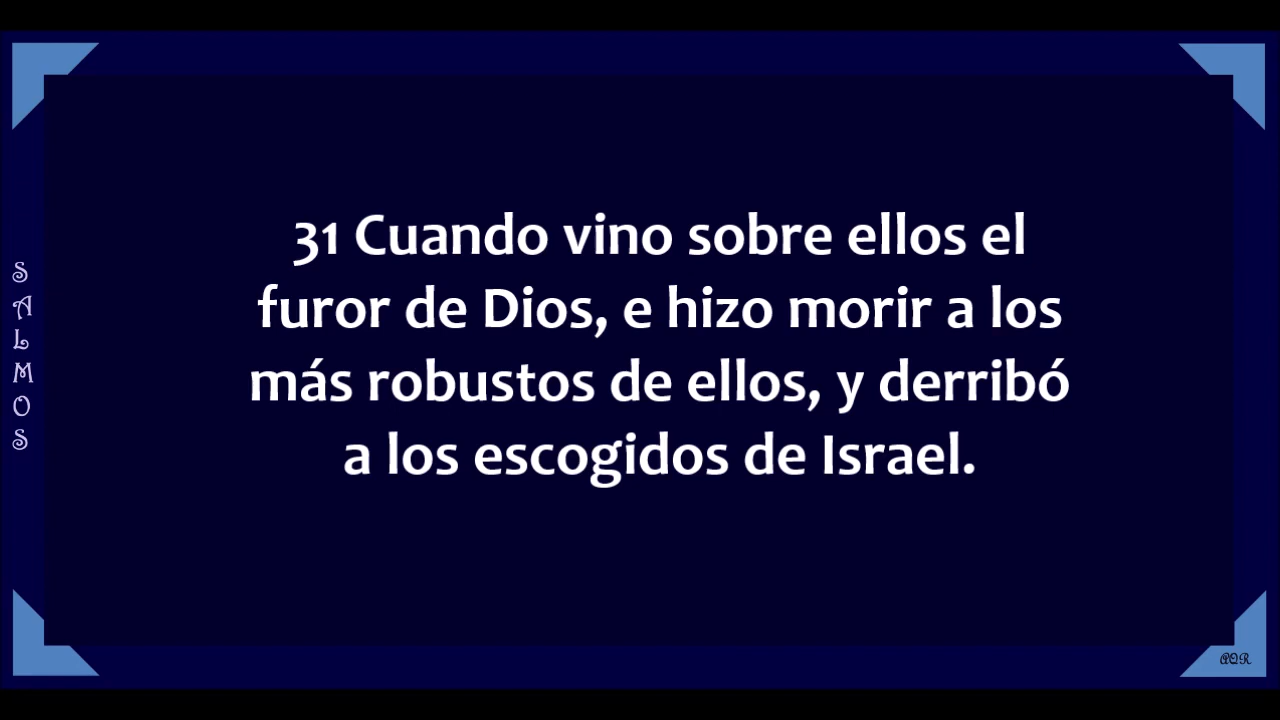 SALMOS
31 Cuando vino sobre ellos el
furor de Dios, e hizo morir a los
más robustos de ellos, y derribó
a los escogidos de Israel.